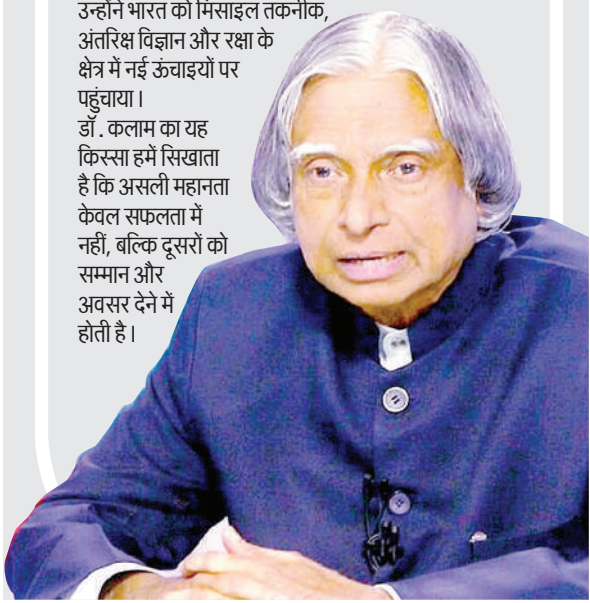 उन्होंने भारत को मिसाइल तकनीक,
अंतरिक्ष विज्ञान और रक्षा के
क्षेत्र में नई ऊंचाइयों पर
पहुंचाया।
डॉ. कलाम का यह
किस्सा हमें सिखाता
है कि असली महानता
केवल सफलता में
नहीं, बल्कि दूसरों को
सम्मान और
अवसर देने में
होती है।